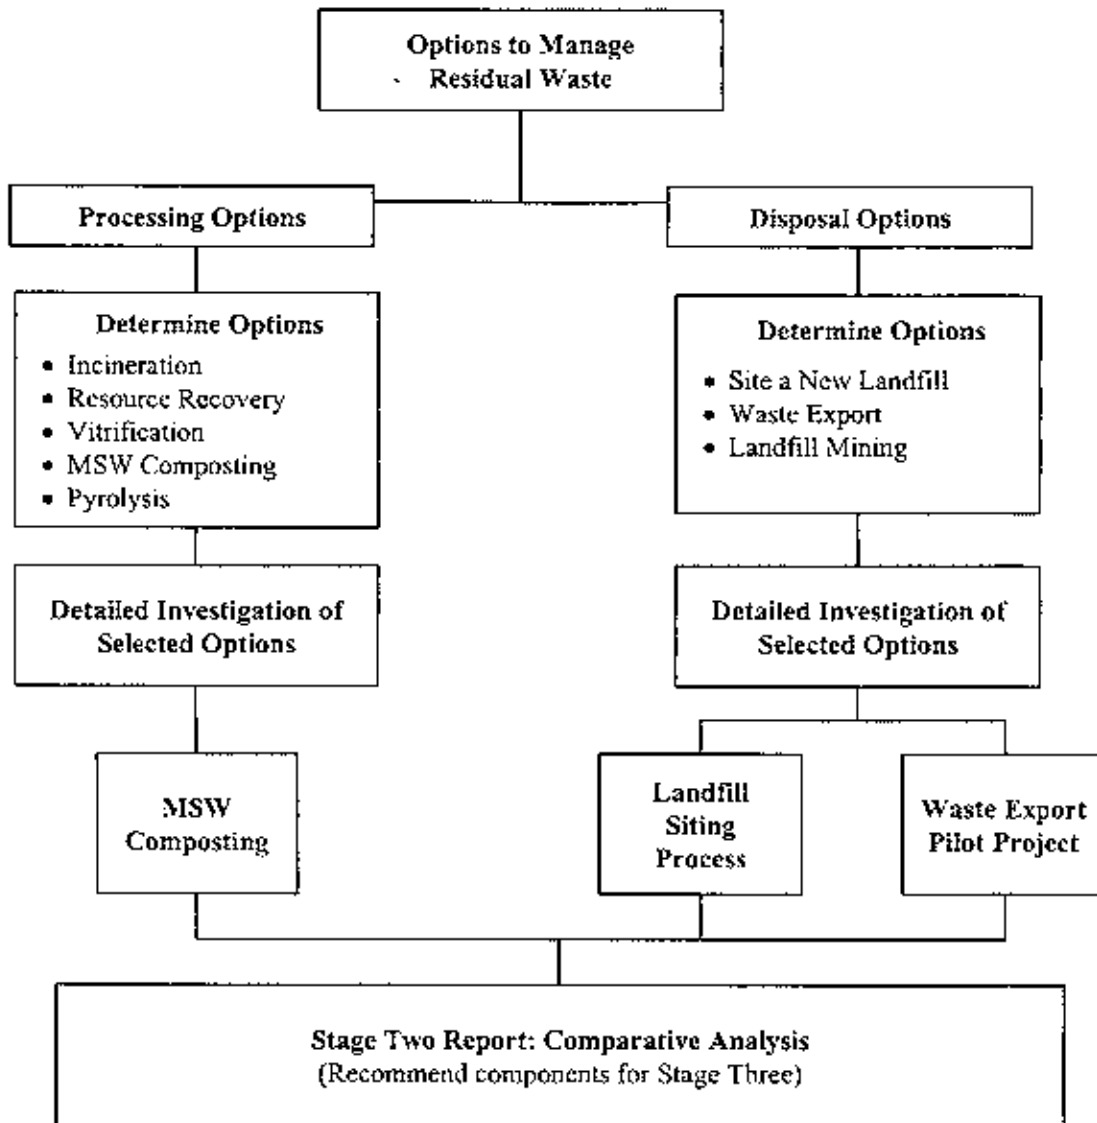 Options to Manage
Residual Waste
Processing Options
Disposal Options
Determine Options
• Incineration
• Resource Recovery
• Vitrification
• MSW Composting
• Pyrolysis
Determine Options
• Site a New Landfill
• Waste Export
• Landfill Mining
Detailed Investigation of
Selected Options
Detailed Investigation of
Selected Options
MSW
Composting
Landfill
Siting
Process
Waste Export
Pilot Project
Stage Two Report: Comparative Analysis
(Recommend components for Stage Three)